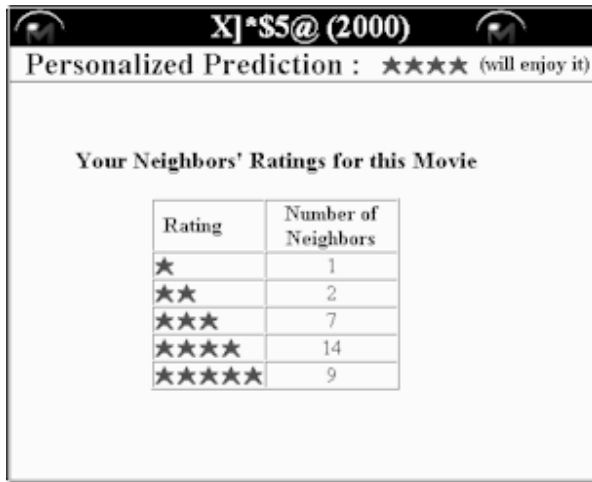 X]*$5@ (2000)
Personalized Prediction : ★★★★ (will enjoy it)
Your Neighbors' Ratings for this Movie
Rating Number of Neighbors
★ 1
★★ 2
★★★ 7
★★★★ 14
★★★★★ 9